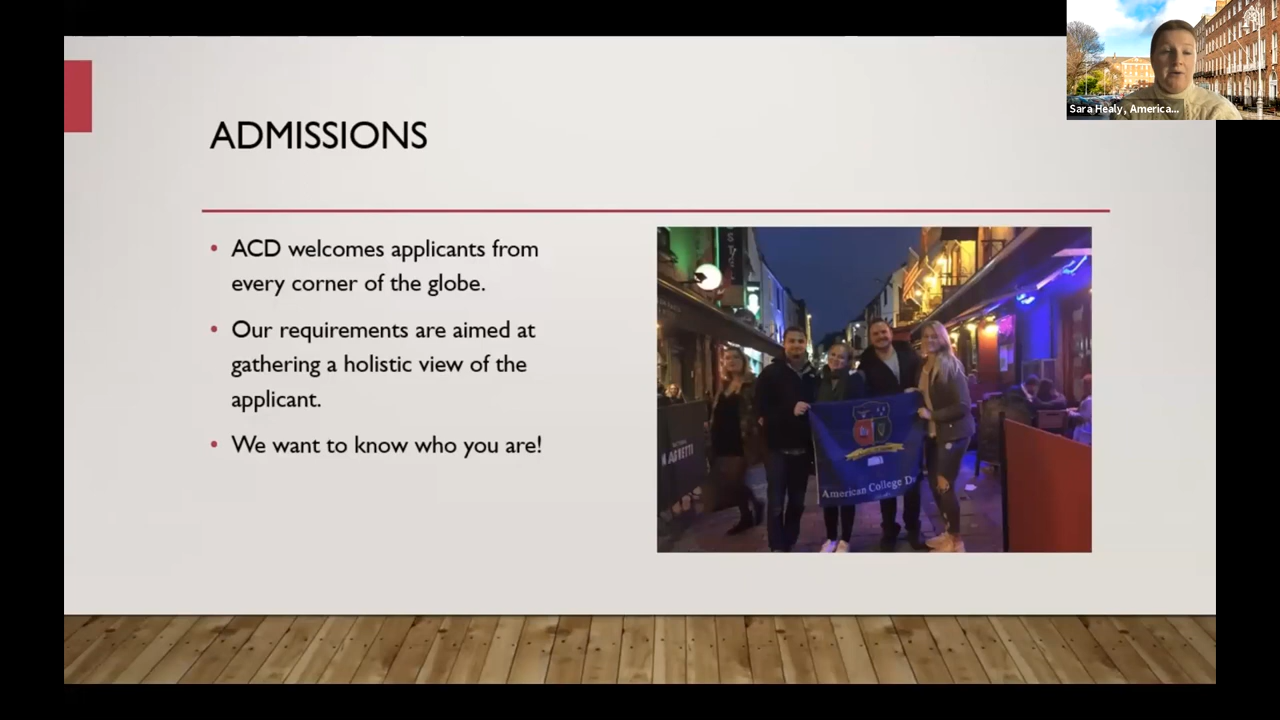 Sara Healy, America...
ADMISSIONS
• ACD welcomes applicants from
every corner of the globe.
• Our requirements are aimed at
gathering a holistic view of the
applicant.
• We want to know who you are!
American College Du